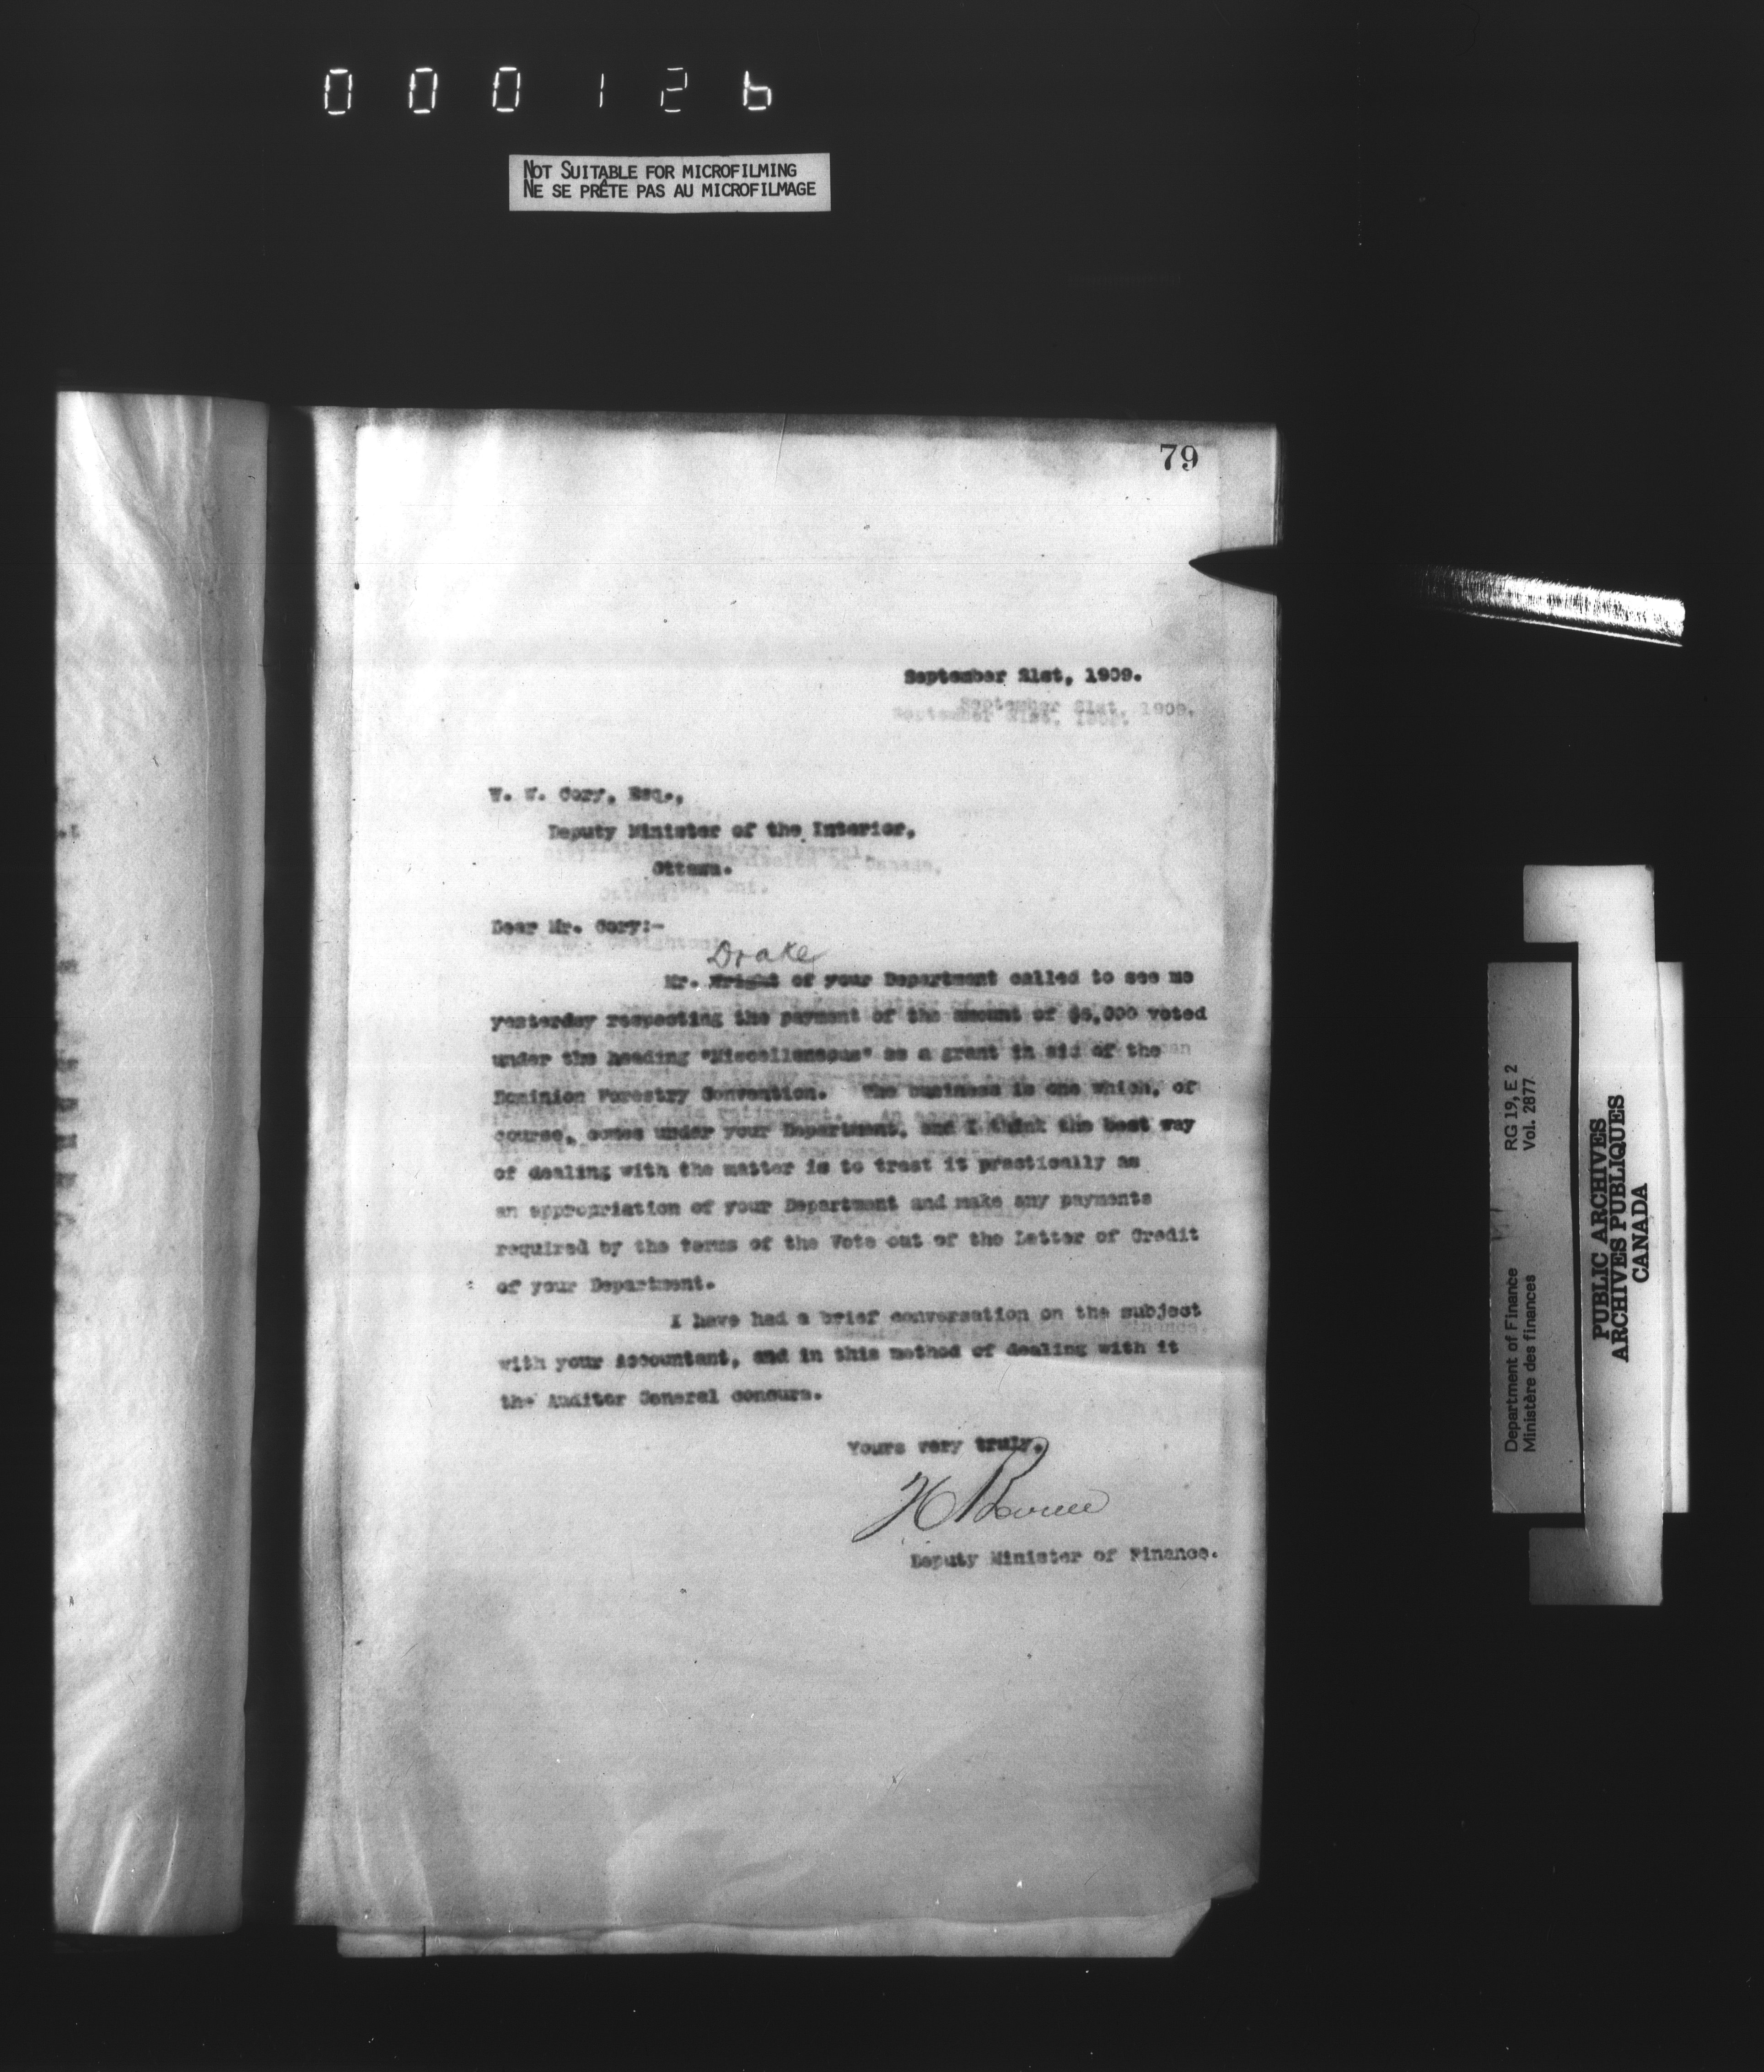 000126
NOT SUITABLE FOR MICROFILMING
NE SE PRÊTE PAS AU MICROFILMAGE
79
September 21st, 1909.
September 21st, 1909.
W. W. Cory, Esq.,
Deputy Minister of the Interior,
Ottawa.
Dear Mr. Cory:-
Drake
Mr. Wright of your Department called to see me
yesterday respecting the payment of the amount of $5,000 voted
under the heading "Miscellaneous" as a grant in aid of the
Dominion Forestry Convention. The business is one which, of
course, comes under your Department, and I think the best way
of dealing with the matter is to treat it practically as
an appropriation of your Department and make any payments
required by the terms of the Vote out of the Letter of Credit
of your Department.
I have had a brief conversation on the subject
with your Accountant, and in this method of dealing with it
the Auditor General concurs.
Yours very truly,
Deputy Minister of Finance.
Department of Finance RG 19, E 2
Ministère des finances Vol. 2877
PUBLIC ARCHIVES
ARCHIVES PUBLIQUES
CANADA